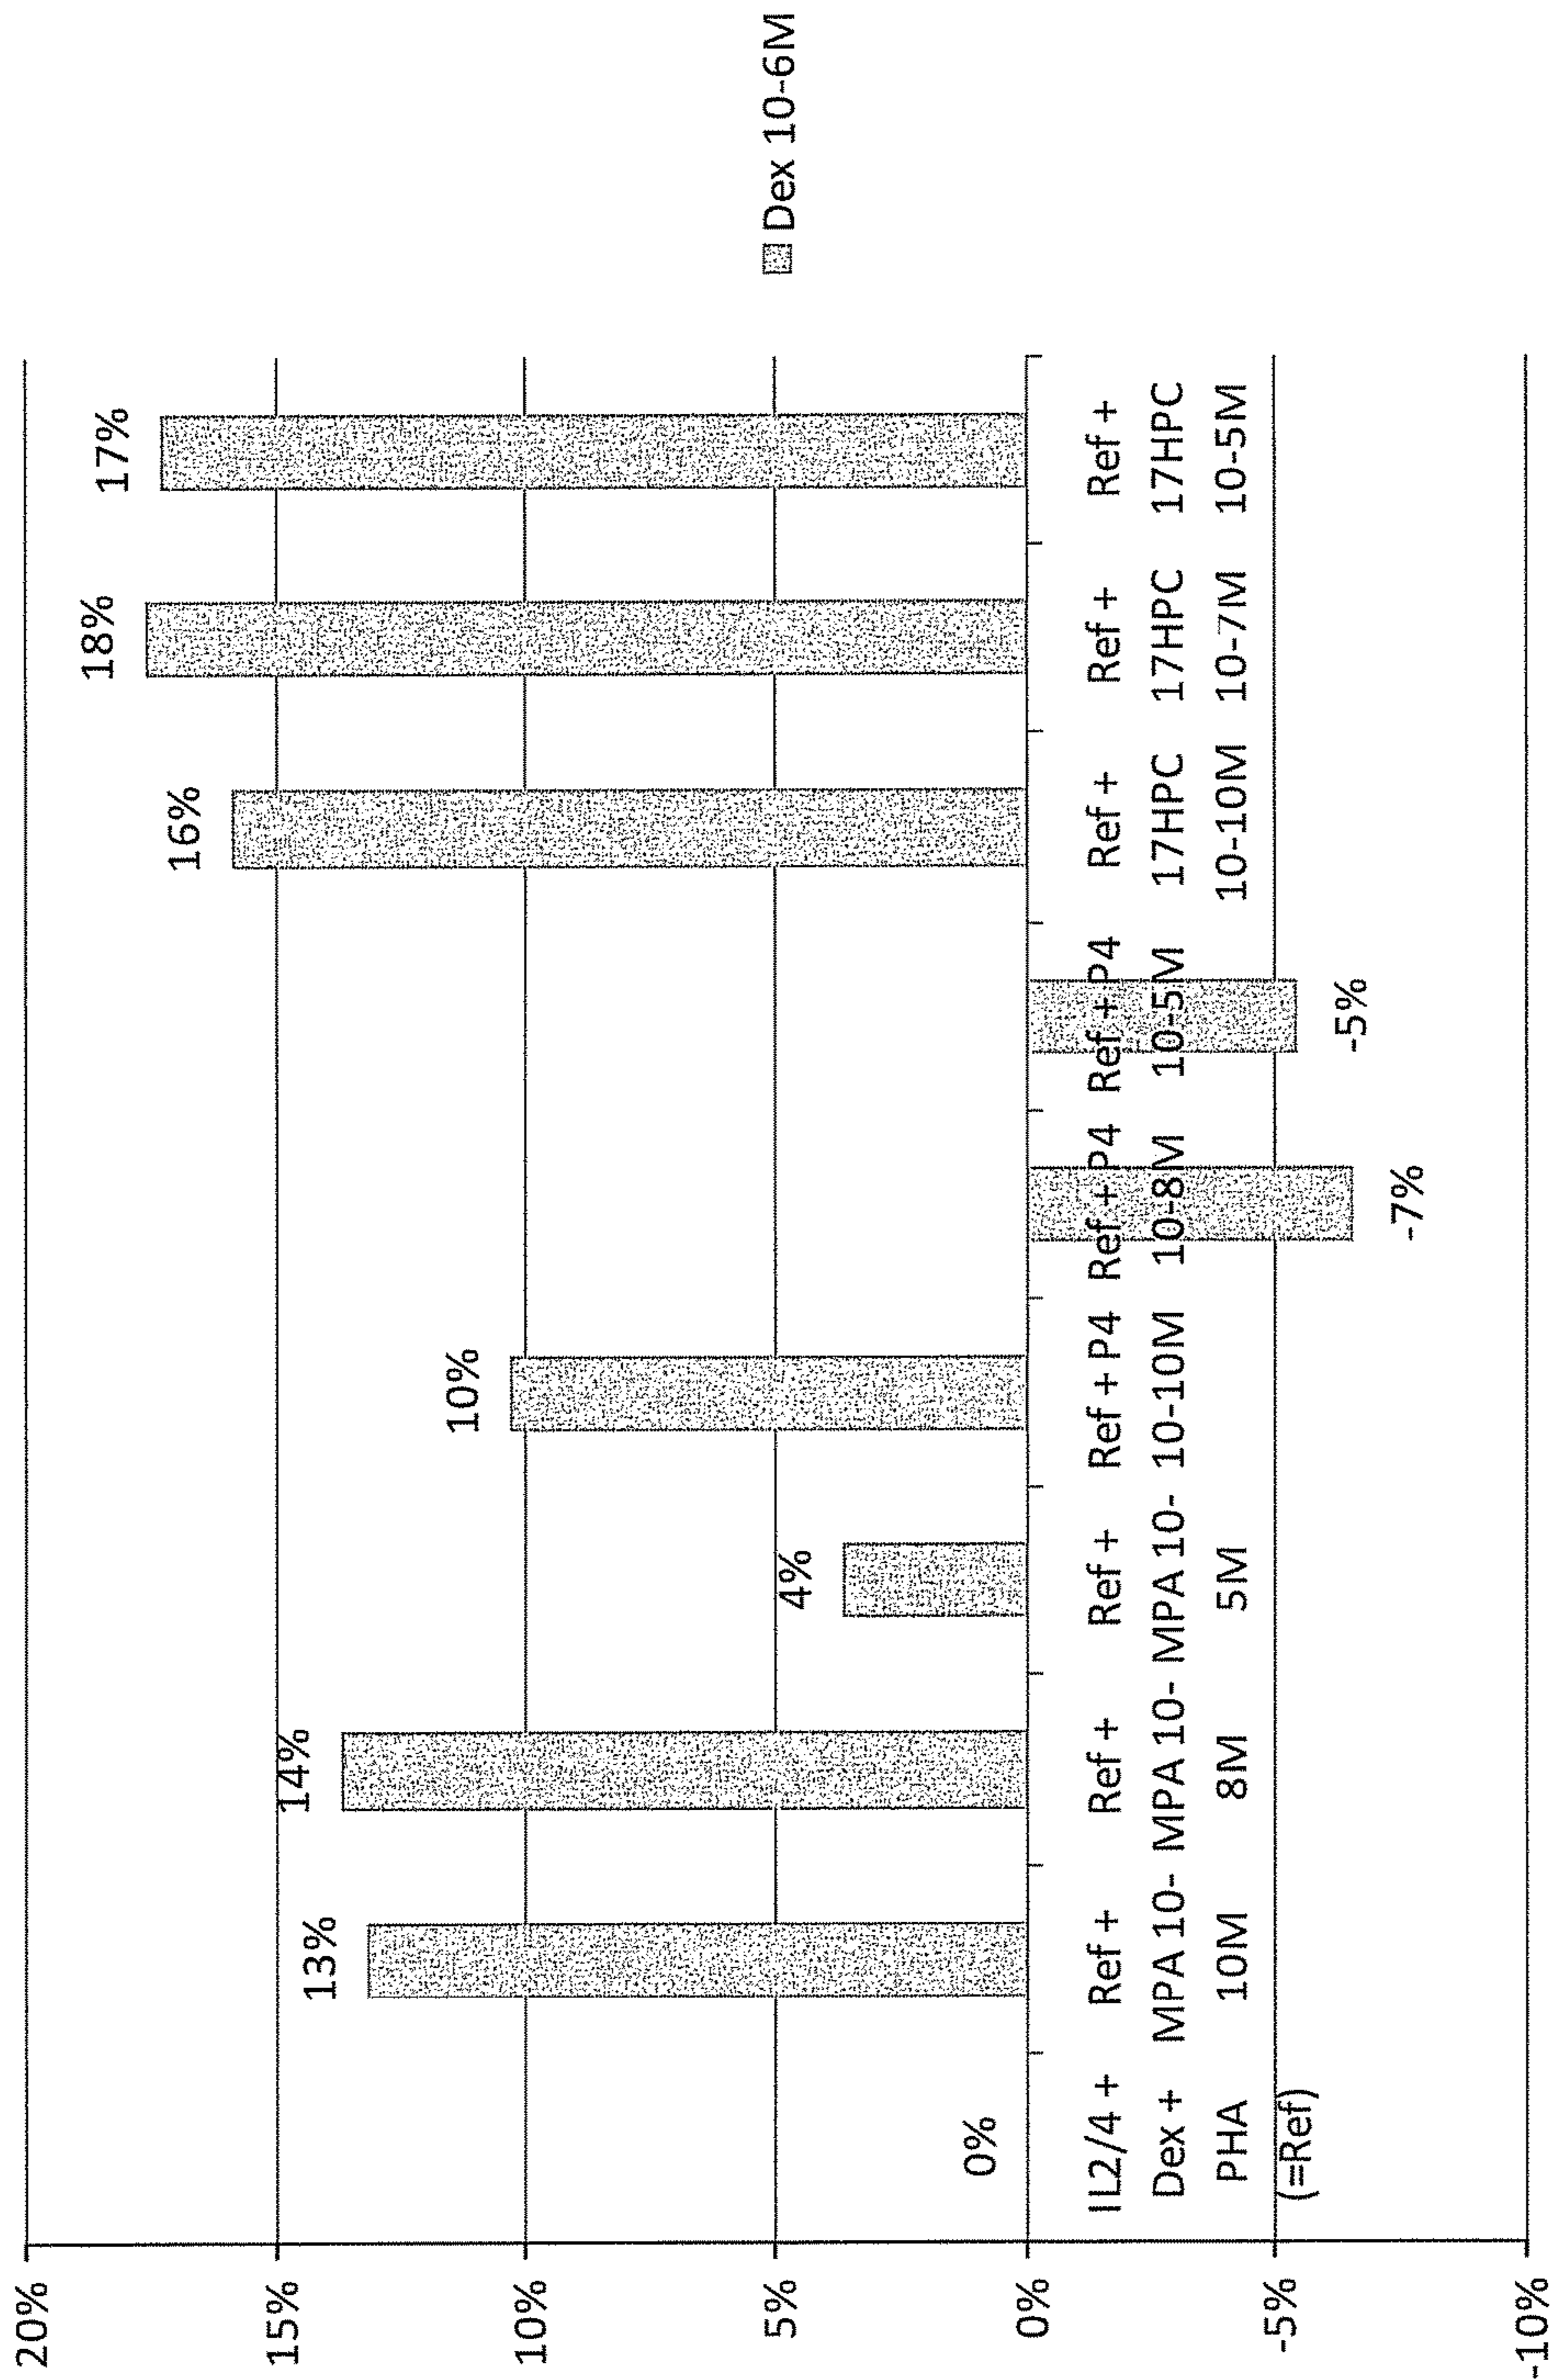 20%
15%
10%
5%
0%
-5%
-10%
0%
13%
14%
4%
10%
-7%
-5%
16%
18%
17%
IL2/4 +
Dex +
PHA
(=Ref)
Ref +
MPA 10-
10M
Ref +
MPA 10-
8M
Ref +
MPA 10-
5M
Ref + P4
10-10M
Ref + P4
10-8M
Ref + P4
10-5M
Ref +
17HPC
10-10M
Ref +
17HPC
10-7M
Ref +
17HPC
10-5M
Dex 10-6M